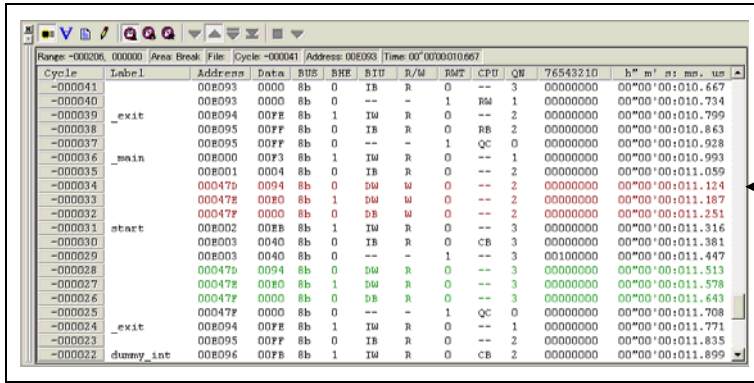 Range: -000206, 000000 Area: Break File: Cycle: -000041 Address: 00E093 Time: 00"00'00:010.667
Cycle Label Address Data BUS BHE BIU R/W RWT CPU QN 76543210 h" m' s: ms. us
-000041 00E093 0000 8b 0 IB R 0 -- 3 00000000 00"00'00:010.667
-000040 00E093 0000 8b 0 -- - 1 RW 1 00000000 00"00'00:010.734
-000039 _exit 00E094 00FE 8b 1 IW R 0 -- 2 00000000 00"00'00:010.799
-000038 00E095 00FF 8b 0 IB R 0 RB 2 00000000 00"00'00:010.863
-000037 00E095 00FF 8b 0 -- - 1 QC 0 00000000 00"00'00:010.928
-000036 _main 00E000 00F3 8b 1 IW R 0 -- 1 00000000 00"00'00:010.993
-000035 00E001 0004 8b 0 IB R 0 -- 2 00000000 00"00'00:011.059
-000034 00047D 0094 8b 0 DW W 0 -- 2 00000000 00"00'00:011.124
-000033 00047E 00E0 8b 1 DW W 0 -- 2 00000000 00"00'00:011.187
-000032 00047F 0000 8b 0 DB W 0 -- 2 00000000 00"00'00:011.251
-000031 start 00E002 00EB 8b 1 IW R 0 -- 3 00000000 00"00'00:011.316
-000030 00E003 0040 8b 0 IB R 0 CB 3 00000000 00"00'00:011.381
-000029 00E003 0040 8b 0 -- - 1 -- 3 00100000 00"00'00:011.447
-000028 00047D 0094 8b 0 DW R 0 -- 3 00000000 00"00'00:011.513
-000027 00047E 00E0 8b 1 DW R 0 -- 3 00000000 00"00'00:011.578
-000026 00047F 0000 8b 0 DB R 0 -- 3 00000000 00"00'00:011.643
-000025 00047F 0000 8b 0 -- - 1 QC 0 00000000 00"00'00:011.708
-000024 _exit 00E094 00FE 8b 1 IW R 0 -- 1 00000000 00"00'00:011.771
-000023 00E095 00FF 8b 0 IB R 0 -- 2 00000000 00"00'00:011.835
-000022 dummy_int 00E096 00FB 8b 1 IW R 0 CB 2 00000000 00"00'00:011.899